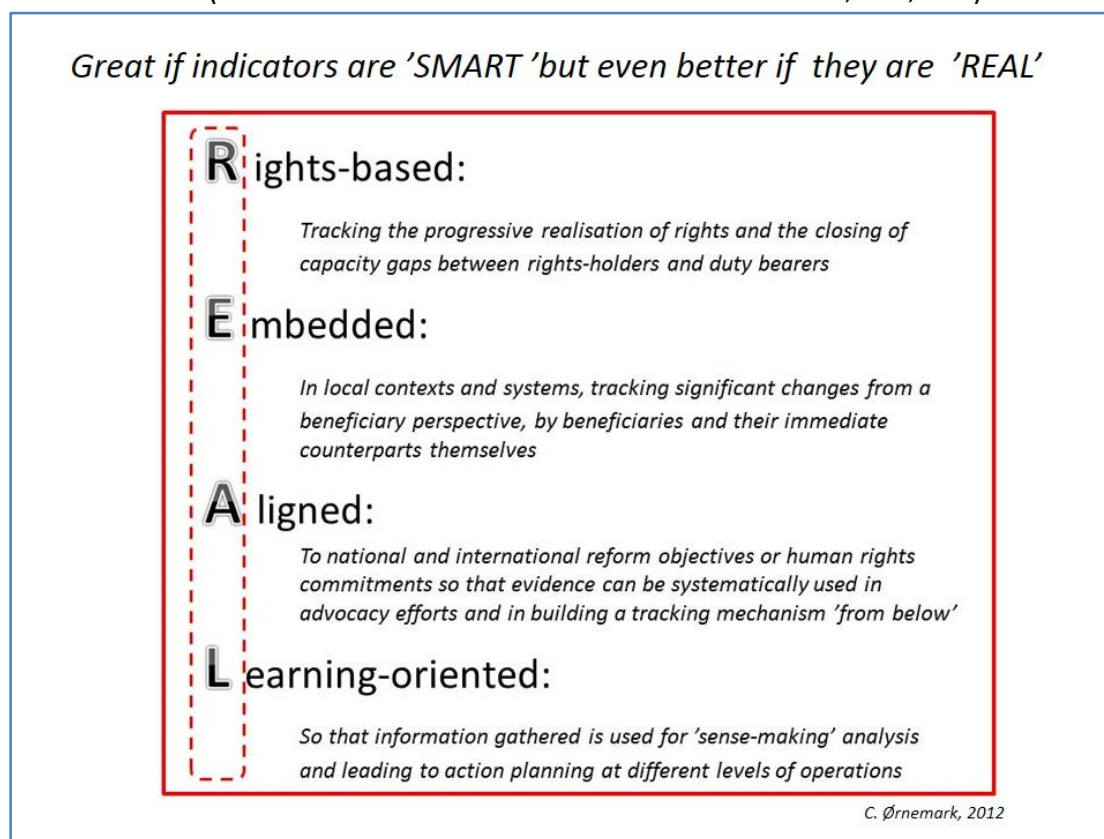 Great if indicators are ’SMART ’but even better if they are ’REAL’
Rights-based:
Tracking the progressive realisation of rights and the closing of
capacity gaps between rights-holders and duty bearers
Embedded:
In local contexts and systems, tracking significant changes from a
beneficiary perspective, by beneficiaries and their immediate
counterparts themselves
Aligned:
To national and international reform objectives or human rights
commitments so that evidence can be systematically used in
advocacy efforts and in building a tracking mechanism ’from below’
Learning-oriented:
So that information gathered is used for ’sense-making’ analysis
and leading to action planning at different levels of operations
C. Ørnemark, 2012